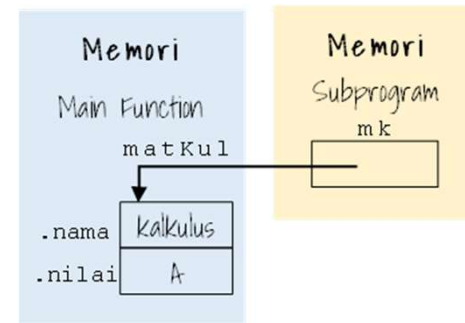 Memori
Main Function
matKul
.nama kalkulus
.nilai A
Memori
Subprogram
mk